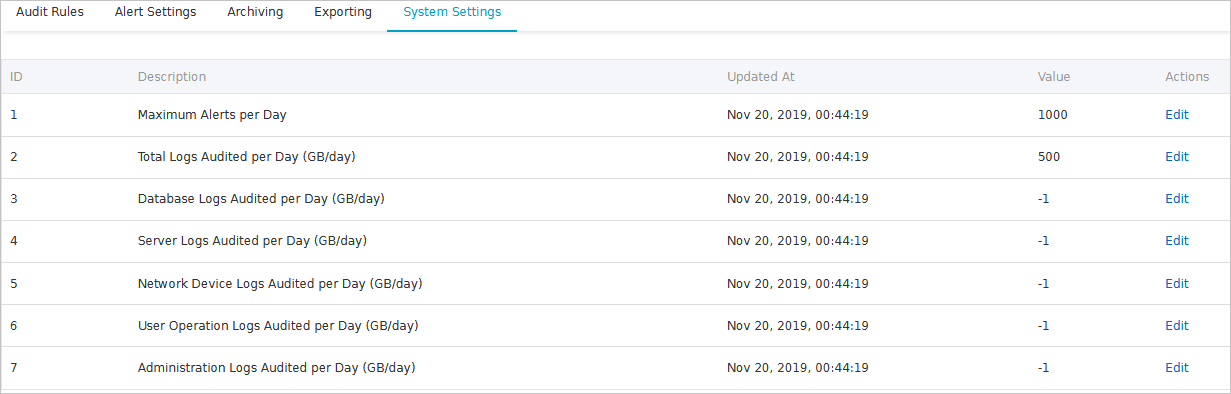 Audit Rules Alert Settings Archiving Exporting System Settings
ID Description Updated At Value Actions
1 Maximum Alerts per Day Nov 20, 2019, 00:44:19 1000 Edit
2 Total Logs Audited per Day (GB/day) Nov 20, 2019, 00:44:19 500 Edit
3 Database Logs Audited per Day (GB/day) Nov 20, 2019, 00:44:19 -1 Edit
4 Server Logs Audited per Day (GB/day) Nov 20, 2019, 00:44:19 -1 Edit
5 Network Device Logs Audited per Day (GB/day) Nov 20, 2019, 00:44:19 -1 Edit
6 User Operation Logs Audited per Day (GB/day) Nov 20, 2019, 00:44:19 -1 Edit
7 Administration Logs Audited per Day (GB/day) Nov 20, 2019, 00:44:19 -1 Edit